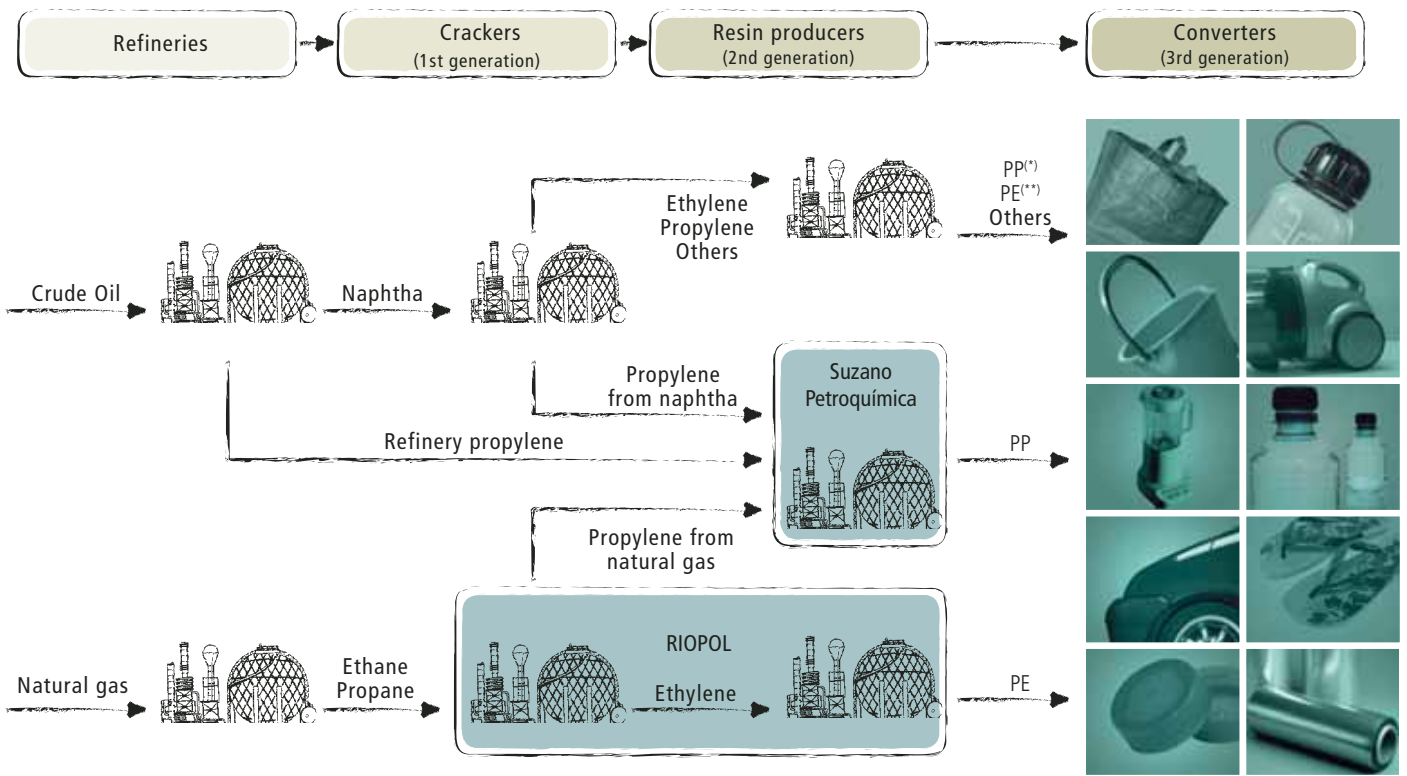 Refineries
Crackers
(1st generation)
Resin producers
(2nd generation)
Converters
(3rd generation)
Ethylene
Propylene
Others
PP(*)
PE(**)
Others
Crude Oil
Naphtha
Propylene
from naphtha
Suzano
Petroquímica
Refinery propylene
PP
Propylene from
natural gas
Natural gas
Ethane
Propane
RIOPOL
Ethylene
PE